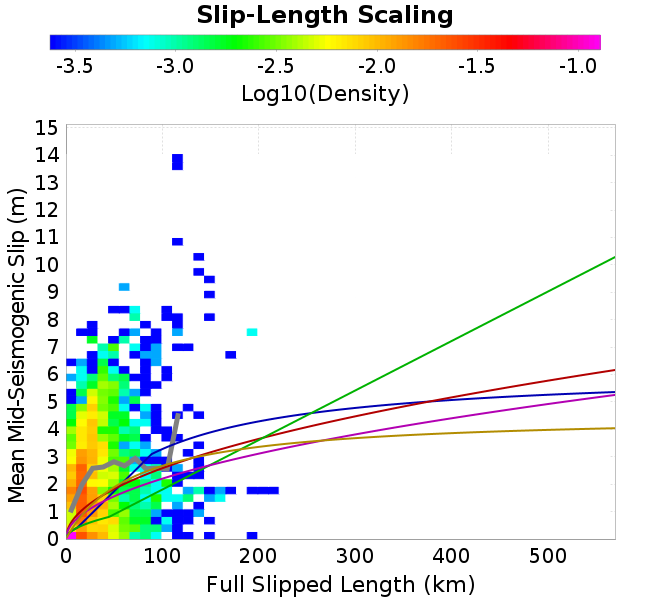 Slip-Length Scaling
-3.5 -3.0 -2.5 -2.0 -1.5 -1.0
Log10(Density)
15
14
13
12
11
10
9
8
7
6
5
4
3
2
1
0
Mean Mid-Seismogenic Slip (m)
0 100 200 300 400 500
Full Slipped Length (km)